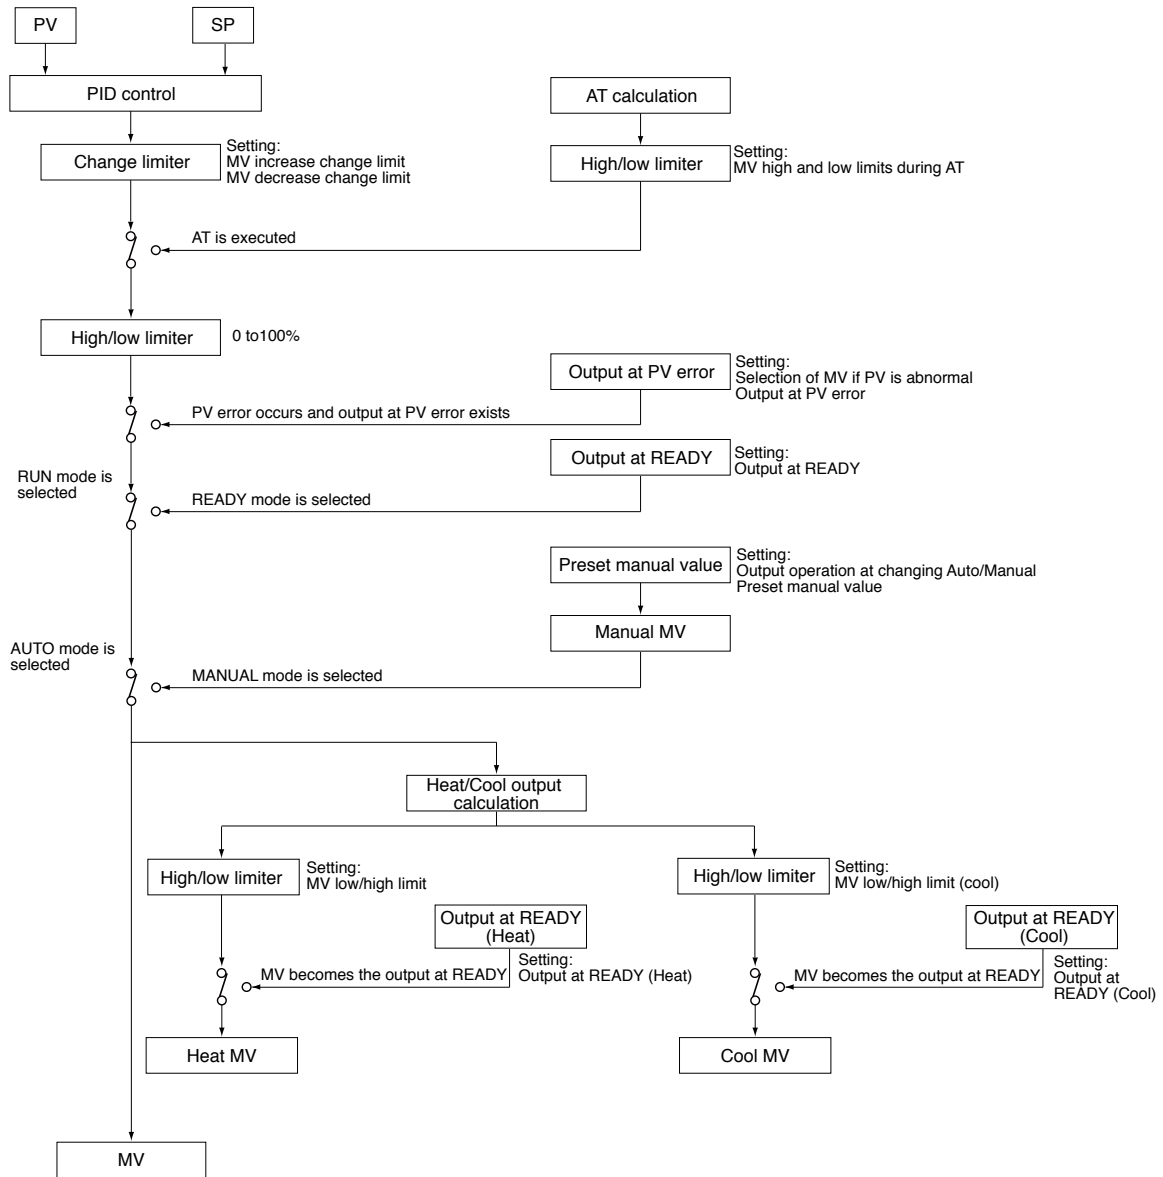 PV
SP
PID control
AT calculation
Change limiter
Setting:
MV increase change limit
MV decrease change limit
High/low limiter
Setting:
MV high and low limits during AT
AT is executed
High/low limiter
0 to100%
Output at PV error
Setting:
Selection of MV if PV is abnormal
Output at PV error
PV error occurs and output at PV error exists
Output at READY
Setting:
Output at READY
RUN mode is
selected
READY mode is selected
Preset manual value
Setting:
Output operation at changing Auto/Manual
Preset manual value
Manual MV
AUTO mode is
selected
MANUAL mode is selected
Heat/Cool output
calculation
High/low limiter
Setting:
MV low/high limit
High/low limiter
Setting:
MV low/high limit (cool)
Output at READY
(Heat)
Output at READY
(Cool)
MV becomes the output at READY
Setting:
Output at READY (Heat)
MV becomes the output at READY
Setting:
Output at
READY (Cool)
Heat MV
Cool MV
MV